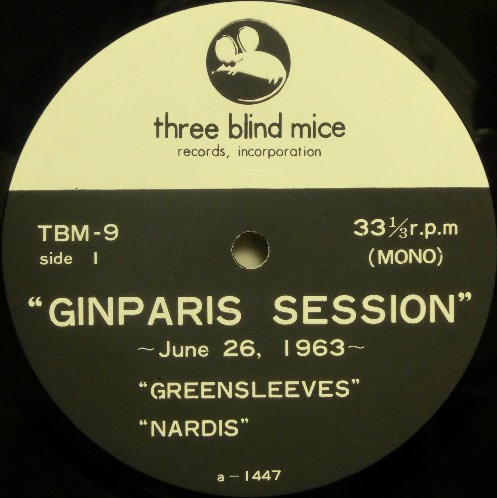 three blind mice
records, incorporation
TBM-9
33⅓r.p.m
side 1
(MONO)
“GINPARIS SESSION”
~June 26, 1963~
“GREENSLEEVES”
“NARDIS”
a-1447